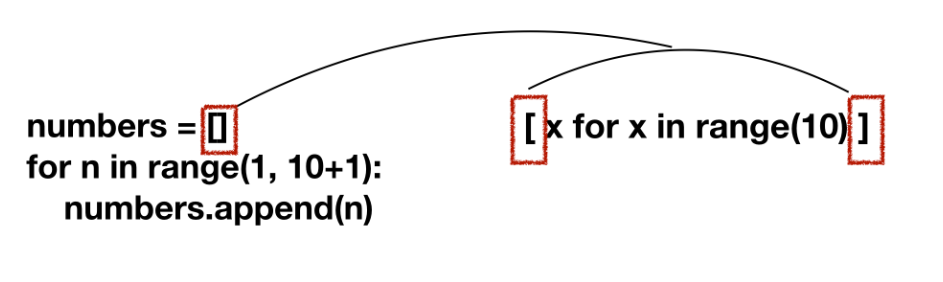 numbers = []
for n in range(1, 10+1):
    numbers.append(n)
[ x for x in range(10) ]